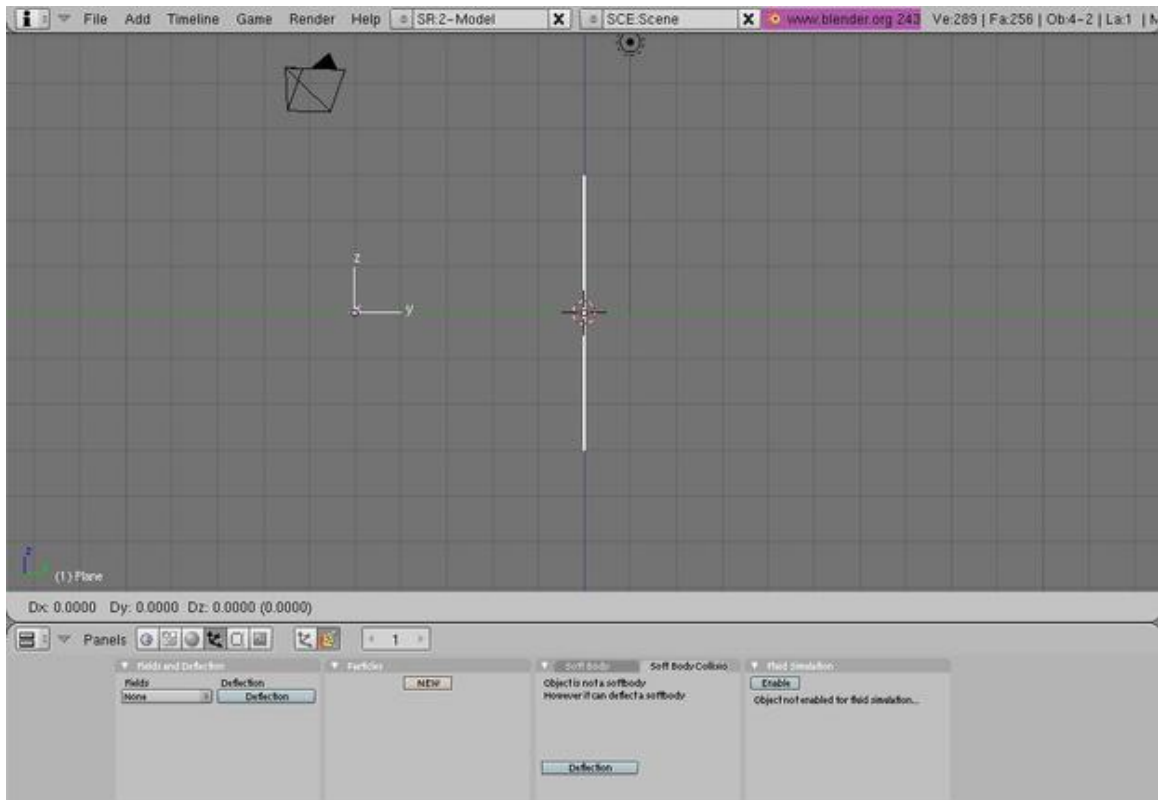 File Add Timeline Game Render Help SR:2-Model X SCE:Scene X www.blender.org 243 Ve:289 | Fa:256 | Ob:4-2 | La:1 |
z
y
z
(1) Plane
Dx: 0.0000 Dy: 0.0000 Dz: 0.0000 (0.0000)
Panels 1
Fields and Deflection Particles Soft Body Soft Body Collisio Fluid Simulation
Fields Deflection NEW Object is not a softbody Enable
None Deflection However it can deflect a softbody Object not enabled for fluid simulation...
Deflection